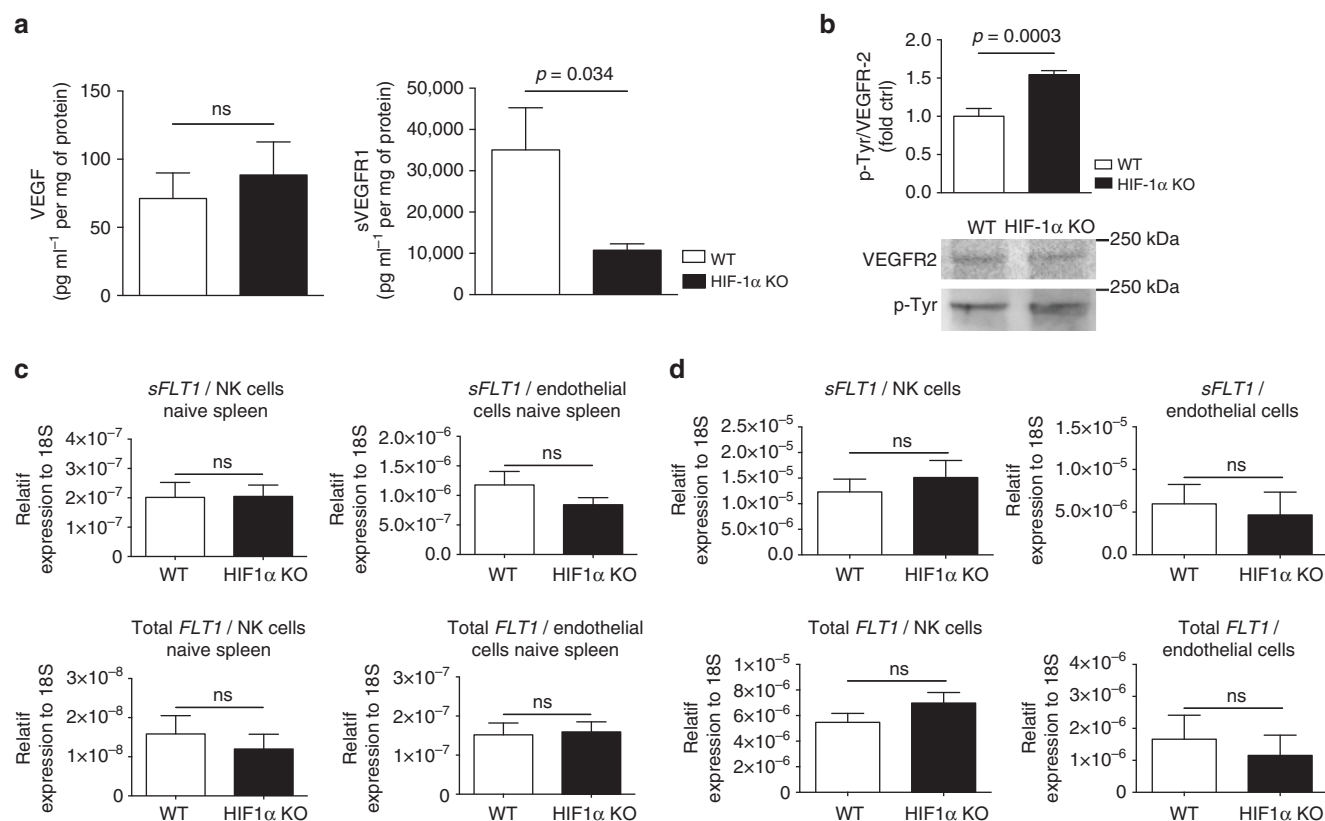 a
VEGF
(pg ml⁻¹ per mg of protein)
150
100
50
0
ns
sVEGFR1
(pg ml⁻¹ per mg of protein)
50,000
40,000
30,000
20,000
10,000
0
p = 0.034
WT
HIF-1α KO
b
p-Tyr/VEGFR-2
(fold ctrl)
2.0
1.5
1.0
0.5
0.0
p = 0.0003
WT
HIF-1α KO
WT HIF-1α KO
250 kDa
VEGFR2
250 kDa
p-Tyr
c
sFLT1 / NK cells
naive spleen
Relatif
expression to 18S
4×10⁻⁷
3×10⁻⁷
2×10⁻⁷
1×10⁻⁷
0
ns
WT HIF1α KO
sFLT1 / endothelial
cells naive spleen
Relatif
expression to 18S
2.0×10⁻⁶
1.5×10⁻⁶
1.0×10⁻⁶
5.0×10⁻⁷
0.0
ns
WT HIF1α KO
Total FLT1 / NK cells
naive spleen
Relatif
expression to 18S
3×10⁻⁸
2×10⁻⁸
1×10⁻⁸
0
ns
WT HIF1α KO
Total FLT1 / endothelial
cells naive spleen
Relatif
expression to 18S
3×10⁻⁷
2×10⁻⁷
1×10⁻⁷
0
ns
WT HIF1α KO
d
sFLT1 / NK cells
Relatif
expression to 18S
2.5×10⁻⁵
2.0×10⁻⁵
1.5×10⁻⁵
1.0×10⁻⁵
5.0×10⁻⁶
0.0
ns
WT HIF1α KO
sFLT1 /
endothelial cells
Relatif
expression to 18S
1.5×10⁻⁵
1.0×10⁻⁵
5.0×10⁻⁶
0.0
ns
WT HIF1α KO
Total FLT1 / NK cells
Relatif
expression to 18S
1×10⁻⁵
8×10⁻⁶
6×10⁻⁶
4×10⁻⁶
2×10⁻⁶
0
ns
WT HIF1α KO
Total FLT1 /
endothelial cells
Relatif
expression to 18S
4×10⁻⁶
3×10⁻⁶
2×10⁻⁶
1×10⁻⁶
0
ns
WT HIF1α KO